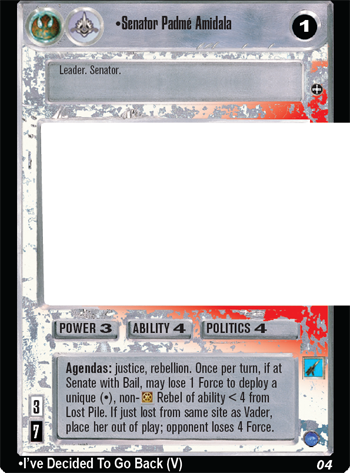 •Senator Padmé Amidala
1
Leader. Senator.
POWER 3 ABILITY 4 POLITICS 4
Agendas: justice, rebellion. Once per turn, if at
Senate with Bail, may lose 1 Force to deploy a
unique (•), non- Rebel of ability < 4 from
Lost Pile. If just lost from same site as Vader,
place her out of play; opponent loses 4 Force.
3
7
04
•I've Decided To Go Back (V)